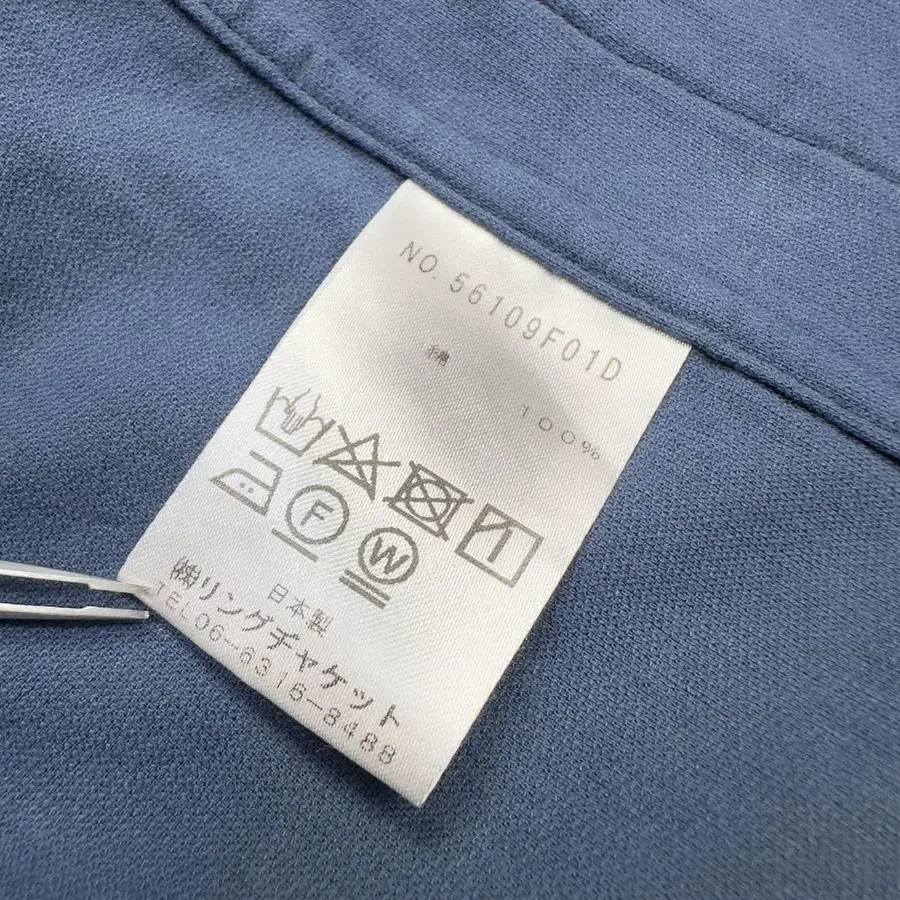 NO. 56109F01D
綿 100%
F
W
日本製
㈱リングヂャケット
TEL06-6316-8488